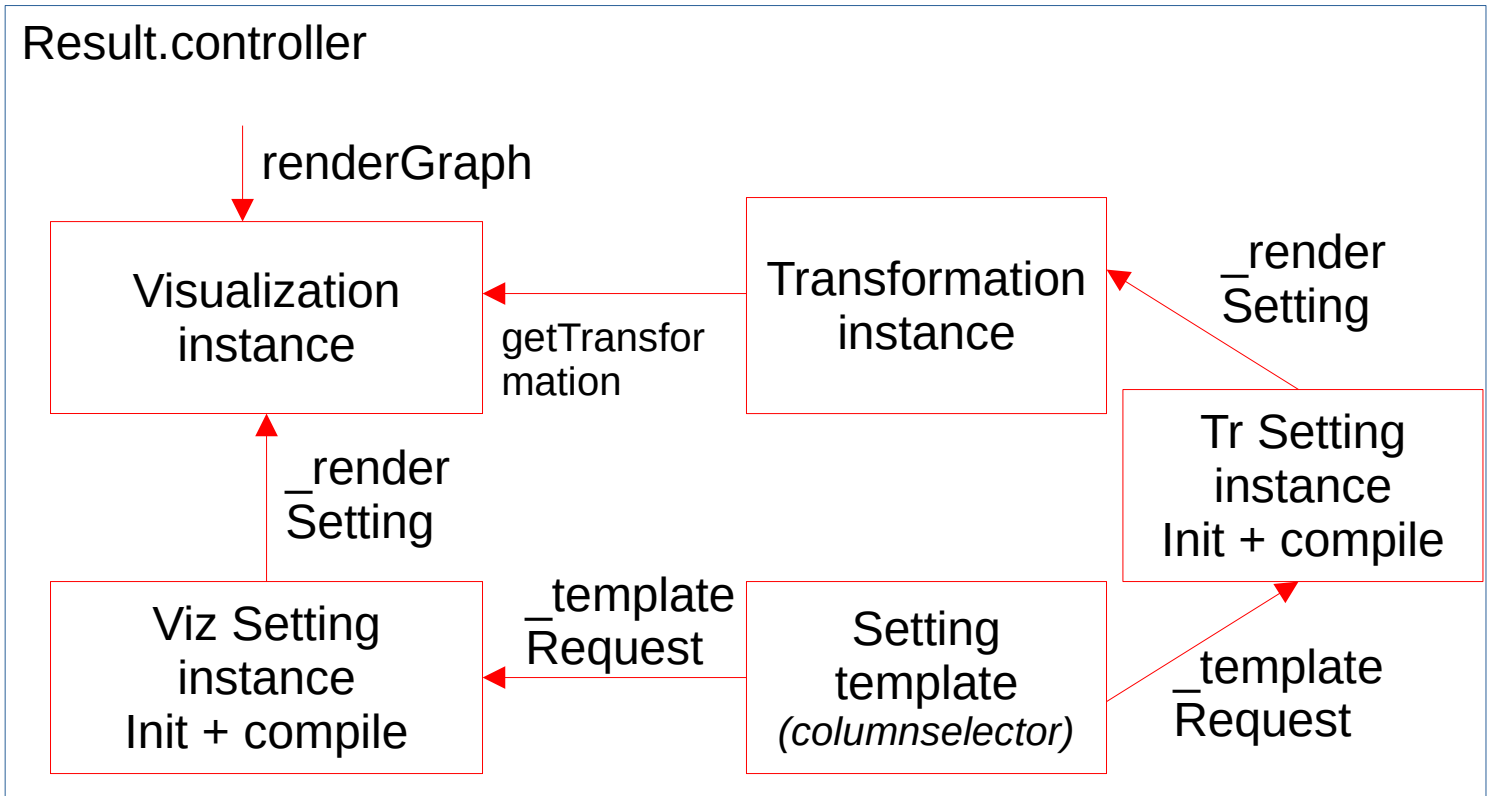 Result.controller
renderGraph
Visualization
instance
Transformation
instance
_render
Setting
getTransfor
mation
Tr Setting
instance
Init + compile
_render
Setting
Viz Setting
instance
Init + compile
_template
Request
Setting
template
(columnselector)
_template
Request